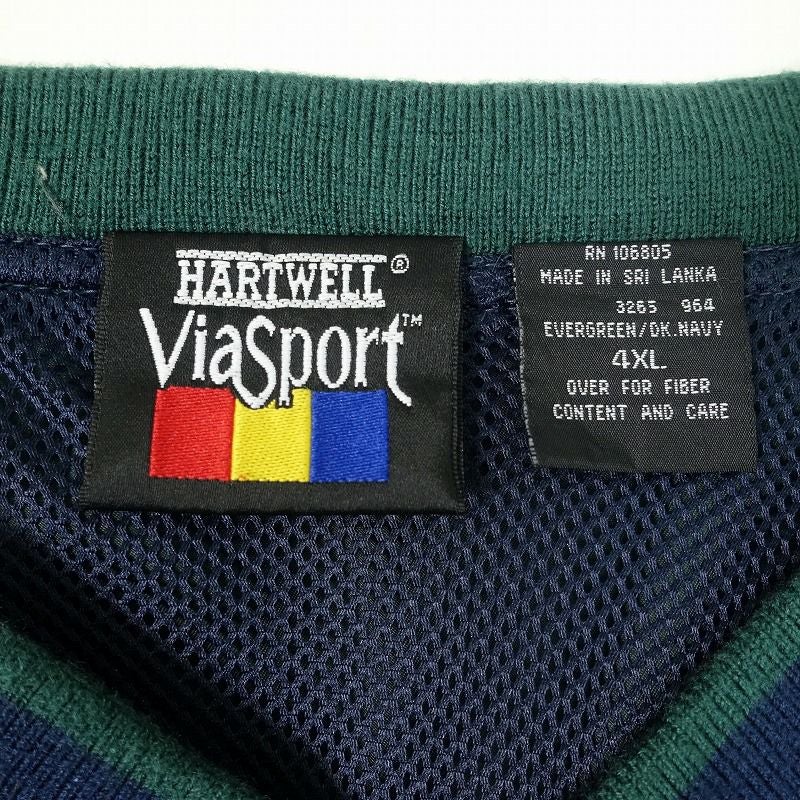 HARTWELL®
ViaSport™
RN 106805
MADE IN SRI LANKA
3265 964
EVERGREEN/DK.NAVY
4XL
OVER FOR FIBER
CONTENT AND CARE